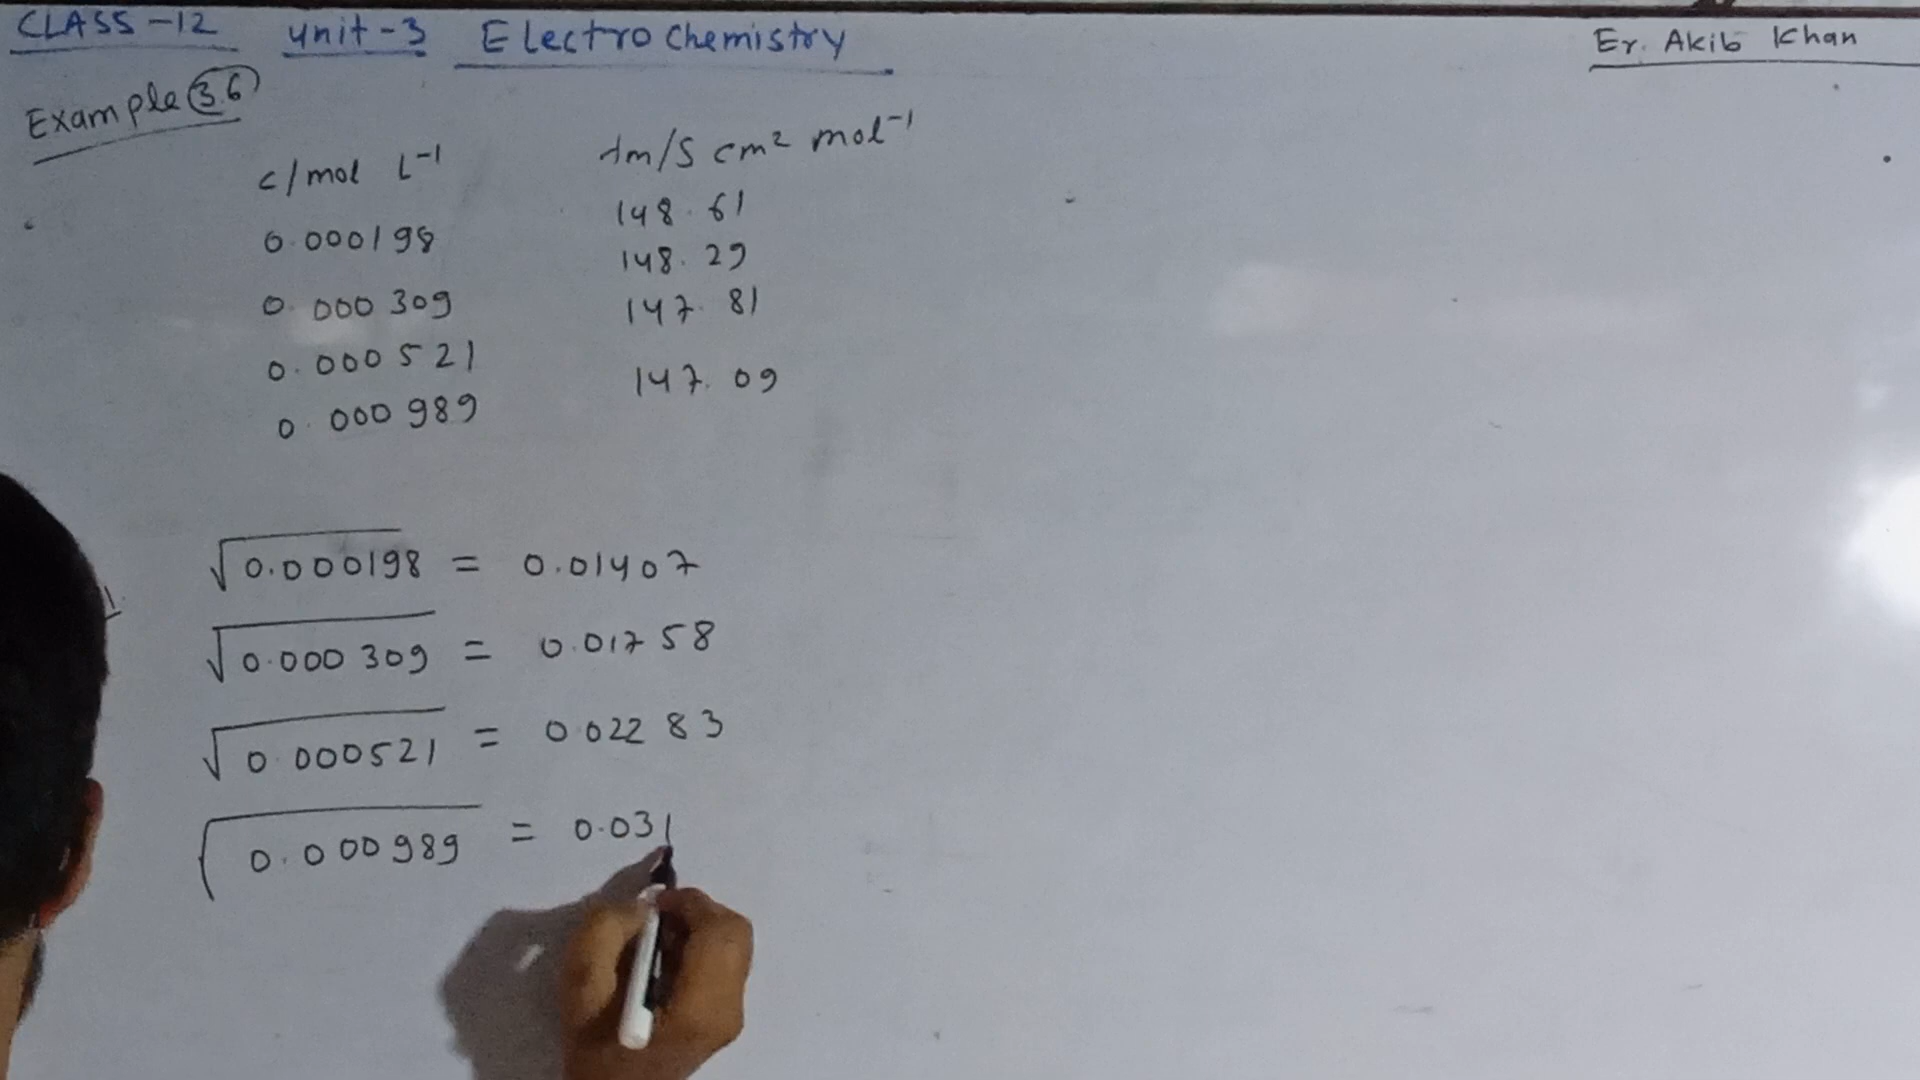 CLASS-12 unit-3 Electro chemistry Er. Akib Khan
Example 3.6
c/mol L⁻¹ Λm/S cm² mol⁻¹
0.000198 148.61
0.000309 148.29
0.000521 147.81
0.000989 147.09
√0.000198 = 0.01407
√0.000309 = 0.01758
√0.000521 = 0.02283
√0.000989 = 0.031